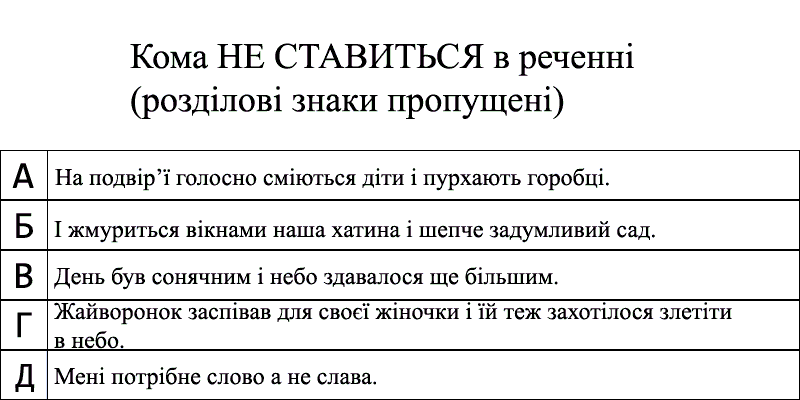 Кома НЕ СТАВИТЬСЯ в реченні
(розділові знаки пропущені)
А На подвір’ї голосно сміються діти і пурхають горобці.
Б І жмуриться вікнами наша хатина і шепче задумливий сад.
В День був сонячним і небо здавалося ще більшим.
Г Жайворонок заспівав для своєї жіночки і їй теж захотілося злетіти
в небо.
Д Мені потрібне слово а не слава.